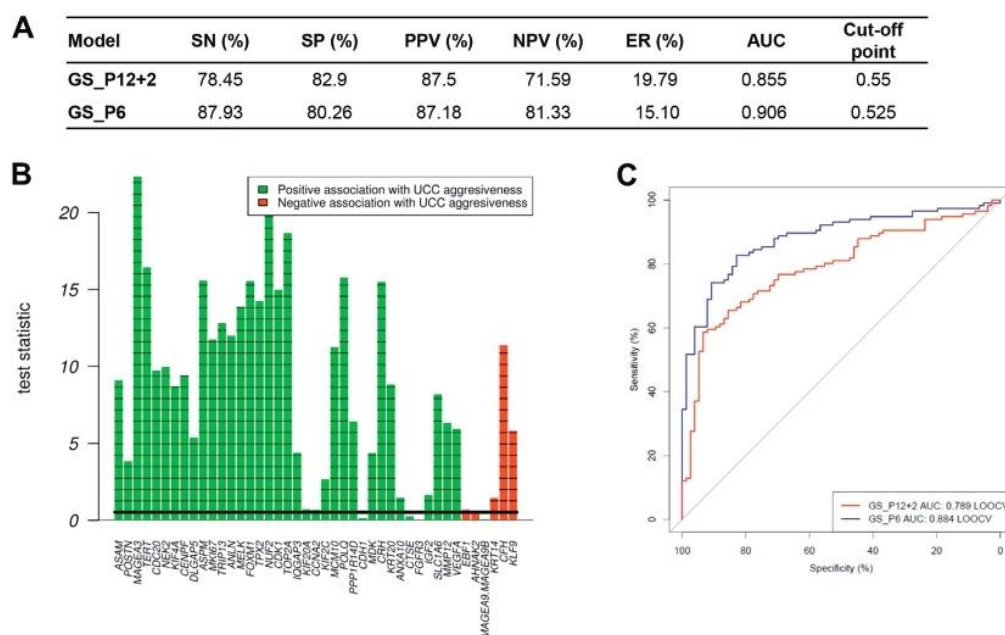 A
Model SN (%) SP (%) PPV (%) NPV (%) ER (%) AUC Cut-off point
GS_P12+2 78.45 82.9 87.5 71.59 19.79 0.855 0.55
GS_P6 87.93 80.26 87.18 81.33 15.10 0.906 0.525
B
Positive association with UCC aggresiveness
Negative association with UCC aggresiveness
test statistic
20
15
10
5
0
ASAM
POSTN
MAGEA3
TERT
CDC20
NEK2
KIF4A
CENPF
DLGAP5
ASPM
MKI67
TRIP13
ANLN
MELK
FOXM1
TPX2
NUF2
CDK1
TOP2A
IQGAP3
KIF20A
CCNA2
KIF2C
MCM10
POLQ
PPP1R14D
CDH1
MDK
CRH
KRT20
ANXA10
CTSE
FGFR3
IGF2
SLC1A6
MMP12
VEGFA
EBF1
AHNAK2
MAGEA9.MAGEA9B
KRT14
CFH
KLF9
C
Sensitivity (%)
100
80
60
40
20
0
100 80 60 40 20 0
Specificity (%)
GS_P12+2 AUC: 0.789 LOOCV
GS_P6 AUC: 0.884 LOOCV